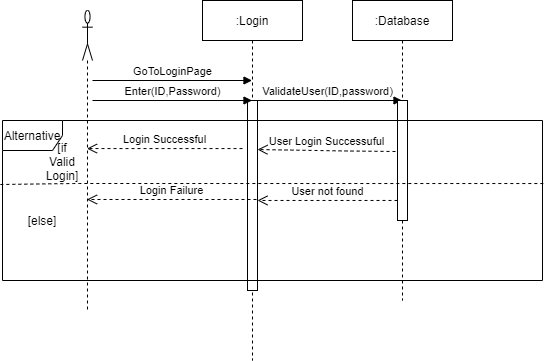 :Login
:Database
GoToLoginPage
Enter(ID,Password)
ValidateUser(ID,password)
Alternative
[if
Valid
Login]
Login Successful
User Login Successuful
Login Failure
User not found
[else]